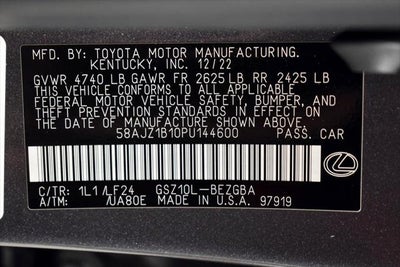 MFD. BY: TOYOTA MOTOR MANUFACTURING.
KENTUCKY, INC. 12/22
GVWR 4740 LB GAWR FR 2625 LB RR 2425 LB
THIS VEHICLE CONFORMS TO ALL APPLICABLE
FEDERAL MOTOR VEHICLE SAFETY, BUMPER, AND
THEFT PREVENTION STANDARDS IN EFFECT ON
THE DATE OF MANUFACTURE SHOWN ABOVE.
58AJZ1B10PU144600 PASS. CAR
C/TR: 1L1 /LF24 GSZ10L-BEZGBA
A/TM: /UA80E MADE IN U.S.A. 97919